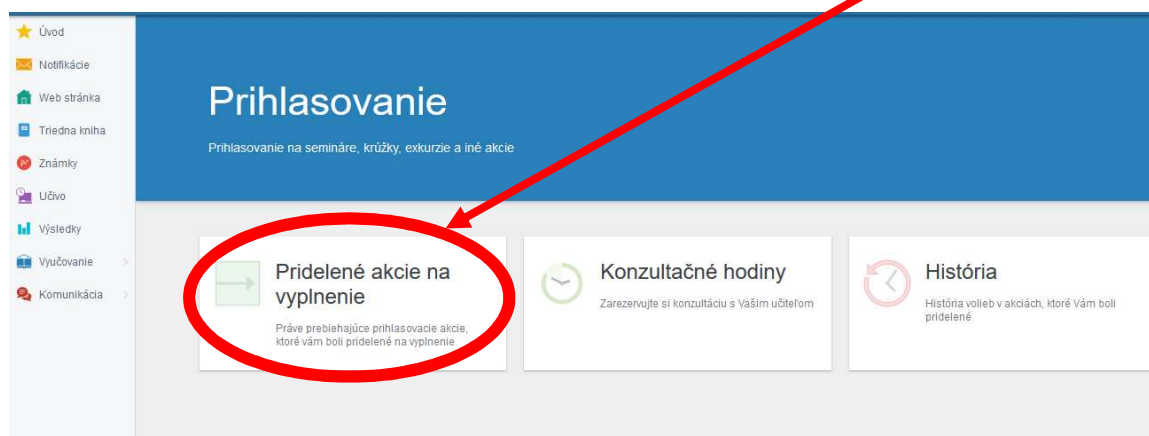 Úvod
Notifikácie
Web stránka
Triedna kniha
Známky
Učivo
Výsledky
Vyučovanie
Komunikácia
Prihlasovanie
Prihlasovanie na semináre, krúžky, exkurzie a iné akcie
Pridelené akcie na
vyplnenie
Práve prebiehajúce prihlasovacie akcie,
ktoré vám boli pridelené na vyplnenie
Konzultačné hodiny
Zarezervujte si konzultáciu s Vašim učiteľom
História
História volieb v akciách, ktoré Vám boli
pridelené